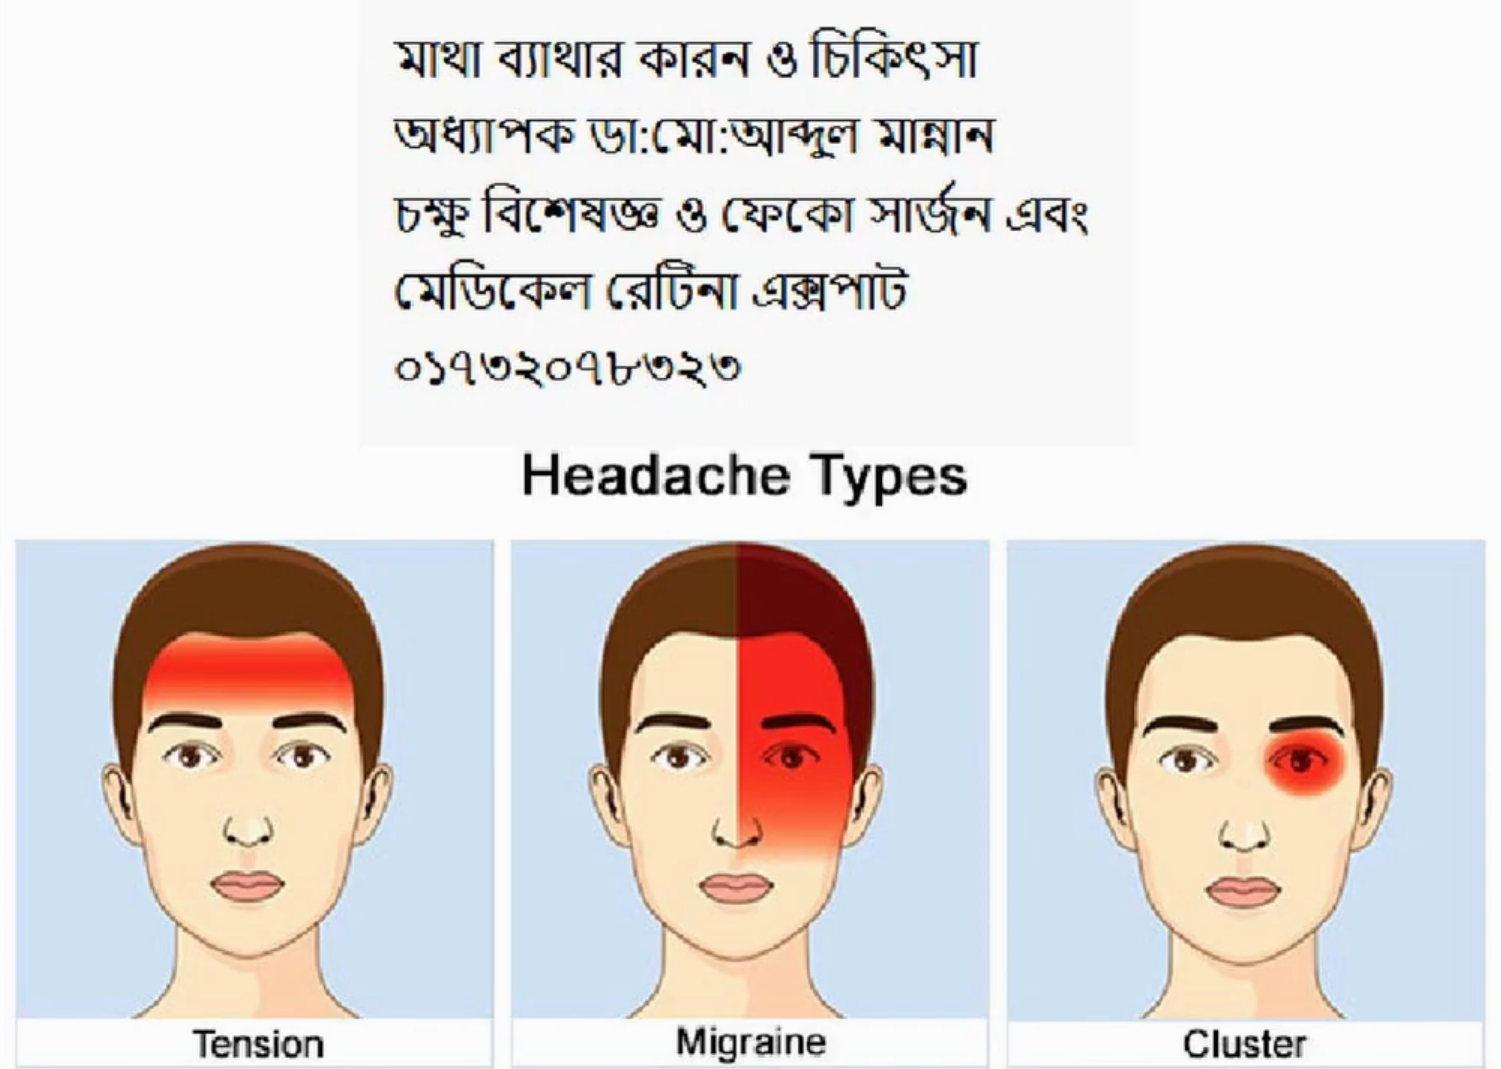 মাথা ব্যাথার কারন ও চিকিৎসা
অধ্যাপক ডা:মো:আব্দুল মান্নান
চক্ষু বিশেষজ্ঞ ও ফেকো সার্জন এবং
মেডিকেল রেটিনা এক্সপাট
০১৭৩২০৭৮৩২৩
Headache Types
Tension
Migraine
Cluster